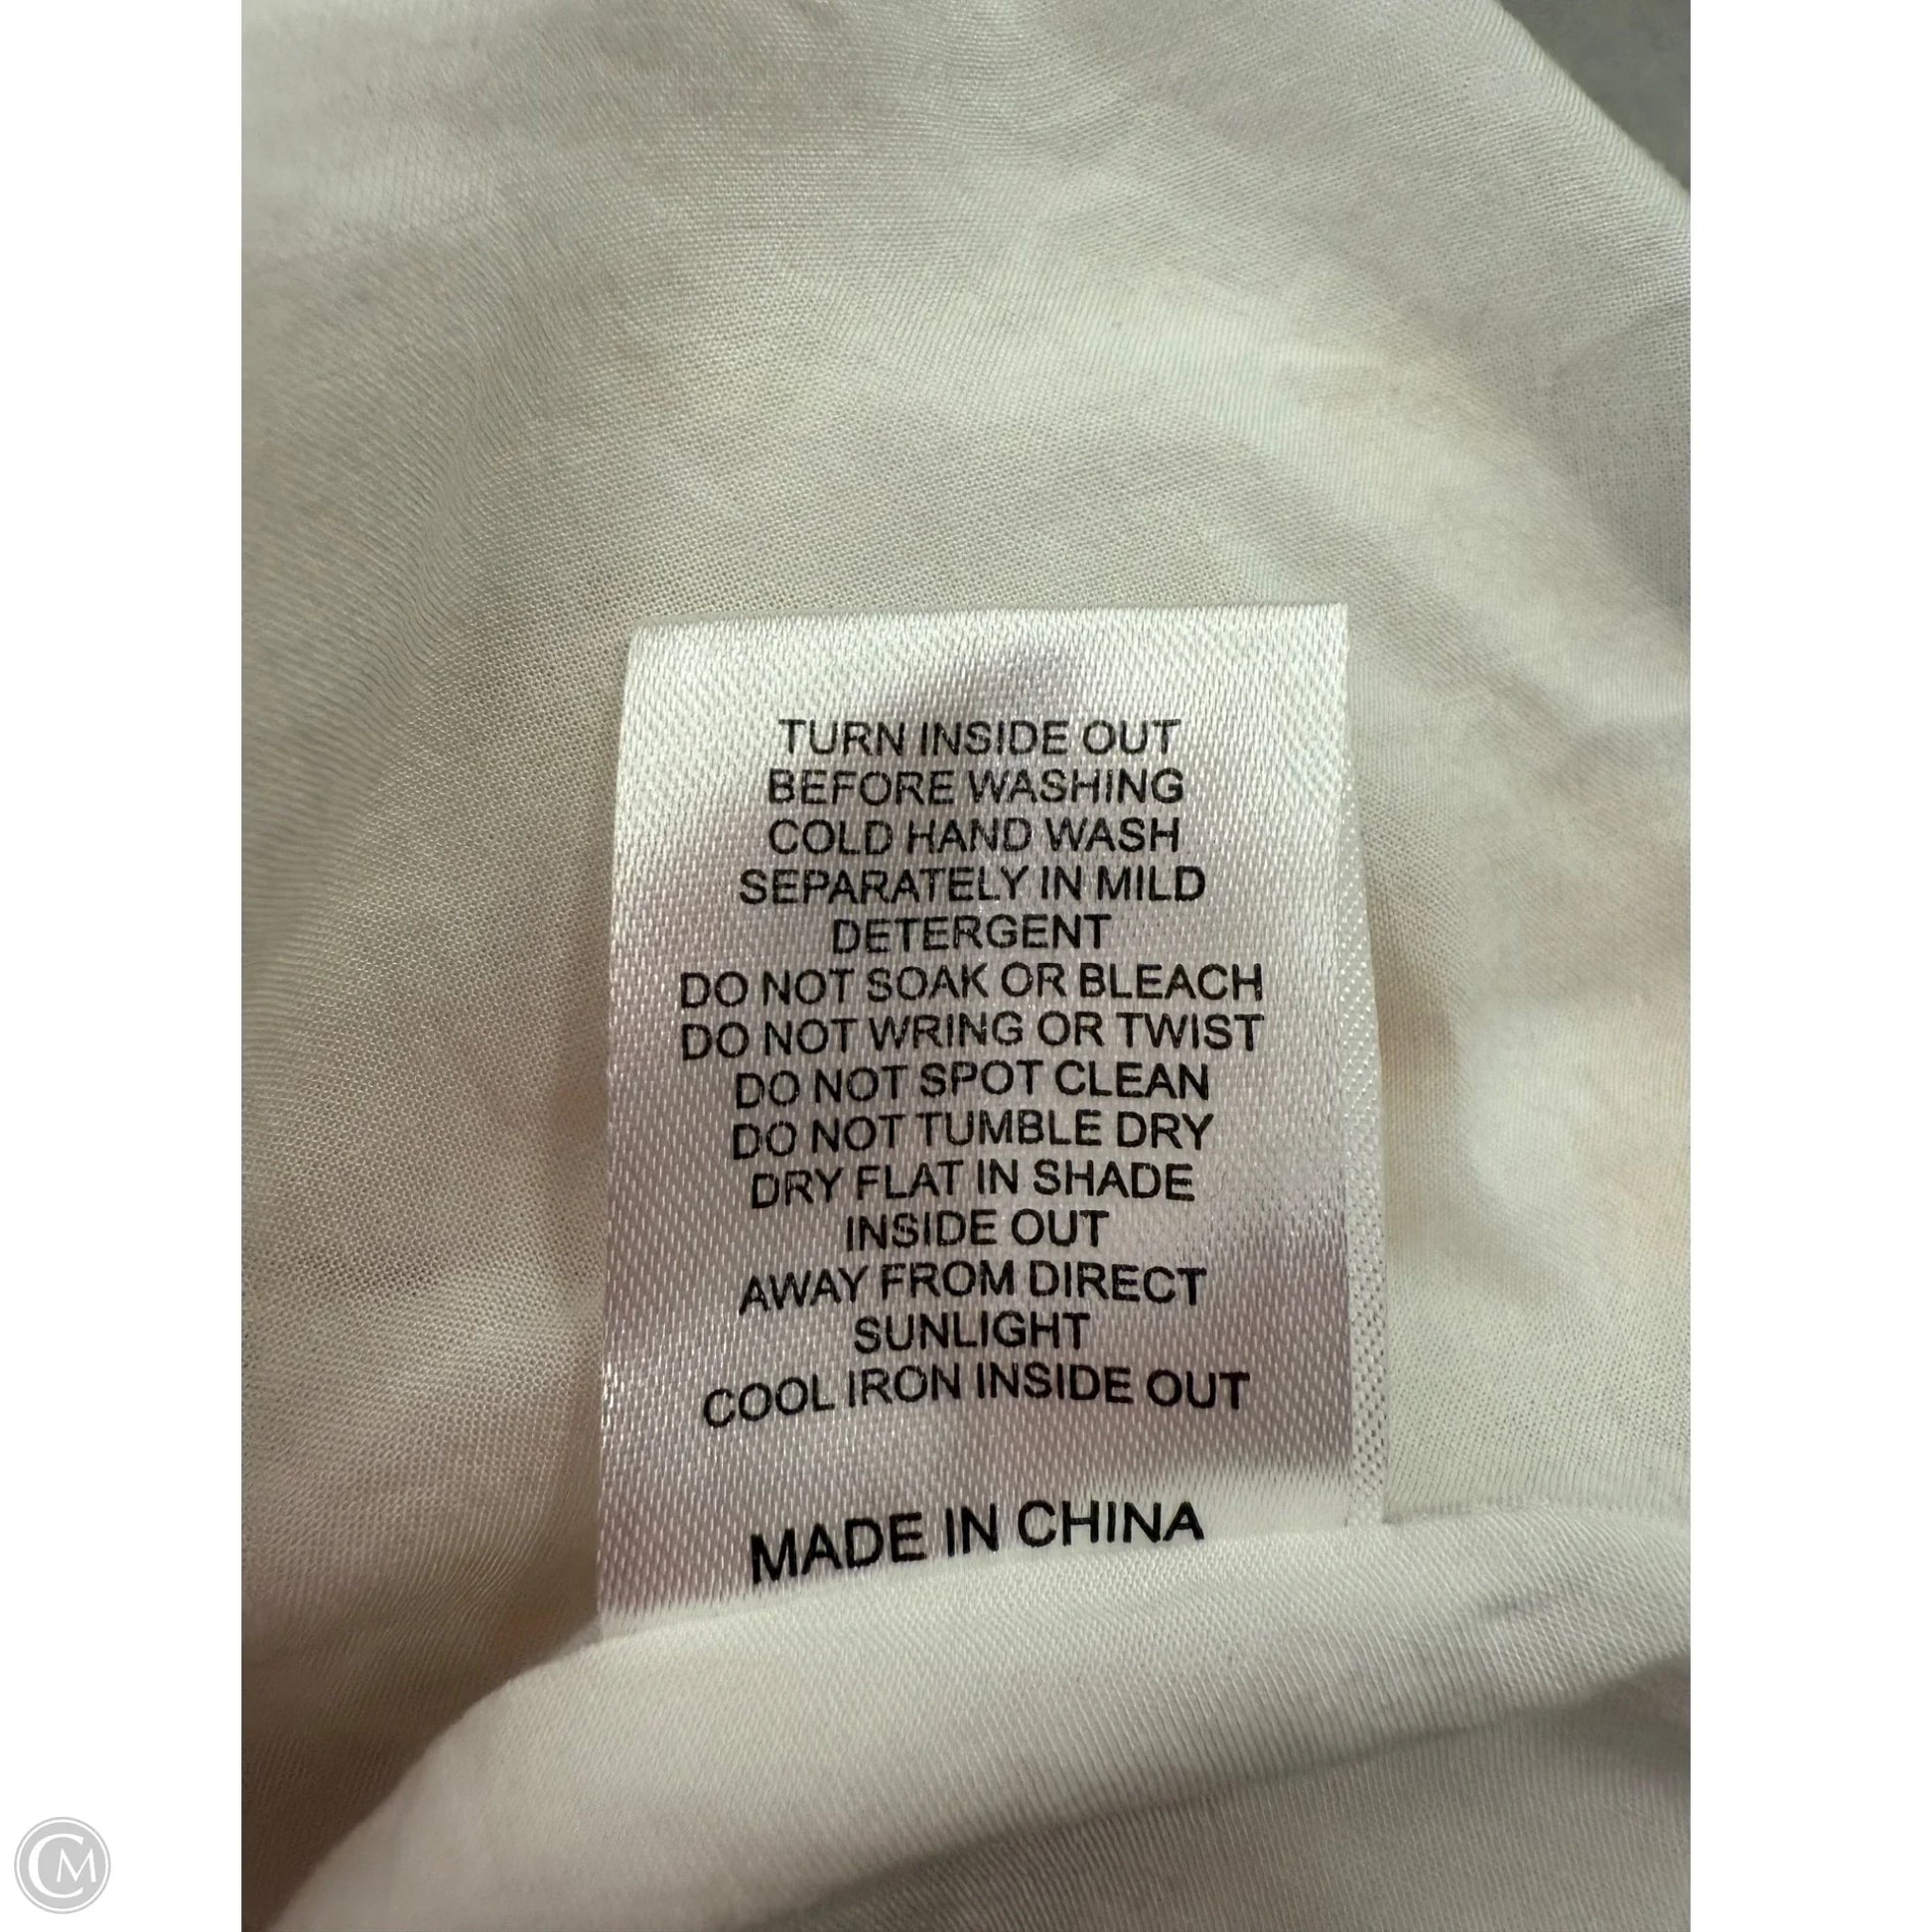 TURN INSIDE OUT
BEFORE WASHING
COLD HAND WASH
SEPARATELY IN MILD
DETERGENT
DO NOT SOAK OR BLEACH
DO NOT WRING OR TWIST
DO NOT SPOT CLEAN
DO NOT TUMBLE DRY
DRY FLAT IN SHADE
INSIDE OUT
AWAY FROM DIRECT
SUNLIGHT
COOL IRON INSIDE OUT
MADE IN CHINA
CM